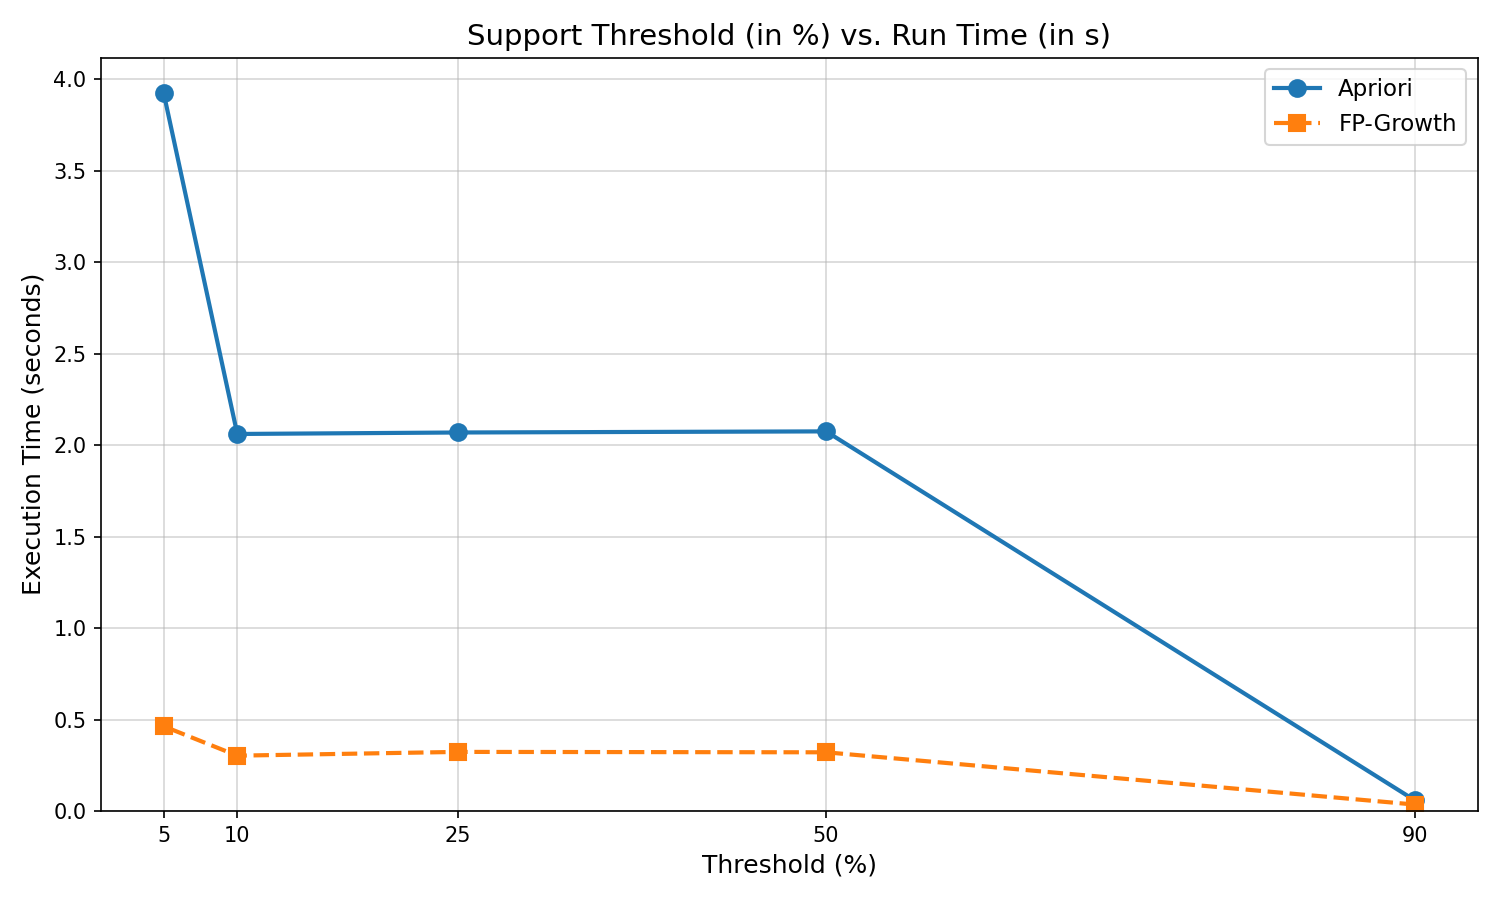 Support Threshold (in %) vs. Run Time (in s)
Apriori
FP-Growth
Execution Time (seconds)
4.0
3.5
3.0
2.5
2.0
1.5
1.0
0.5
0.0
5 10 25 50 90
Threshold (%)